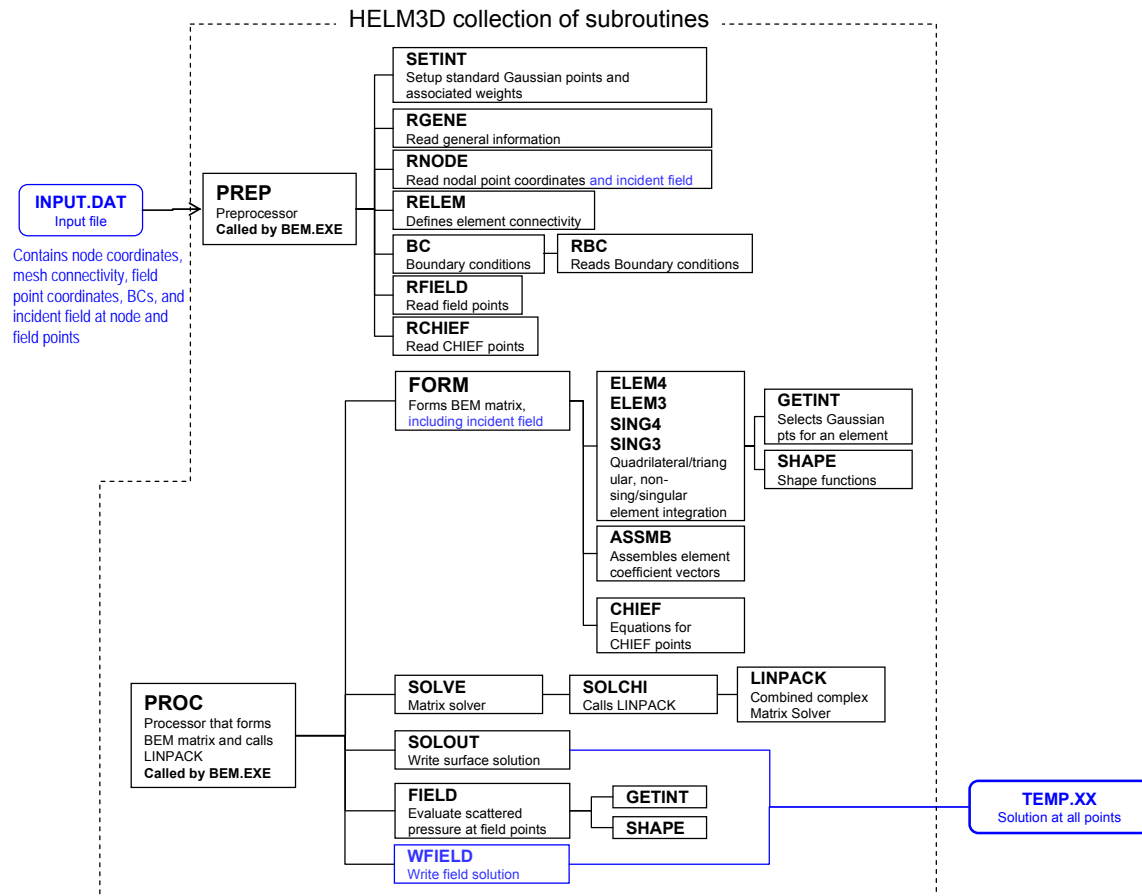 HELM3D collection of subroutines
SETINT
Setup standard Gaussian points and
associated weights
RGENE
Read general information
RNODE
Read nodal point coordinates and incident field
INPUT.DAT
Input file
PREP
Preprocessor
Called by BEM.EXE
RELEM
Defines element connectivity
Contains node coordinates,
mesh connectivity, field
point coordinates, BCs, and
incident field at node and
field points
BC
Boundary conditions
RBC
Reads Boundary conditions
RFIELD
Read field points
RCHIEF
Read CHIEF points
FORM
Forms BEM matrix,
including incident field
ELEM4
ELEM3
SING4
SING3
Quadrilateral/triang
ular, non-
sing/singular
element integration
GETINT
Selects Gaussian
pts for an element
SHAPE
Shape functions
ASSMB
Assembles element
coefficient vectors
CHIEF
Equations for
CHIEF points
PROC
Processor that forms
BEM matrix and calls
LINPACK
Called by BEM.EXE
SOLVE
Matrix solver
SOLCHI
Calls LINPACK
LINPACK
Combined complex
Matrix Solver
SOLOUT
Write surface solution
FIELD
Evaluate scattered
pressure at field points
GETINT
SHAPE
WFIELD
Write field solution
TEMP.XX
Solution at all points